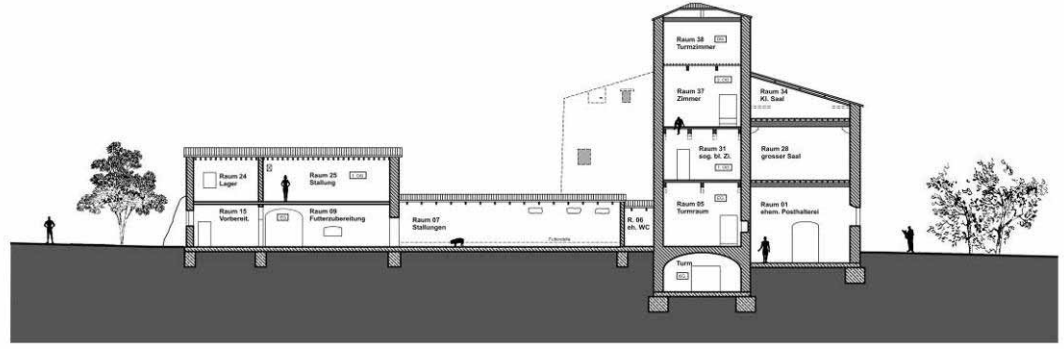 Raum 38
Turmzimmer
Raum 37
Zimmer
Raum 34
Kl. Saal
Raum 31
sog. bl. Zi.
Raum 28
grosser Saal
Raum 24
Lager
Raum 25
Stallung
Raum 15
Vorbereit.
Raum 09
Futterzubereitung
Raum 07
Stallungen
R. 06
eh. WC
Raum 05
Turmraum
Raum 01
ehem. Posthalterei
Turm